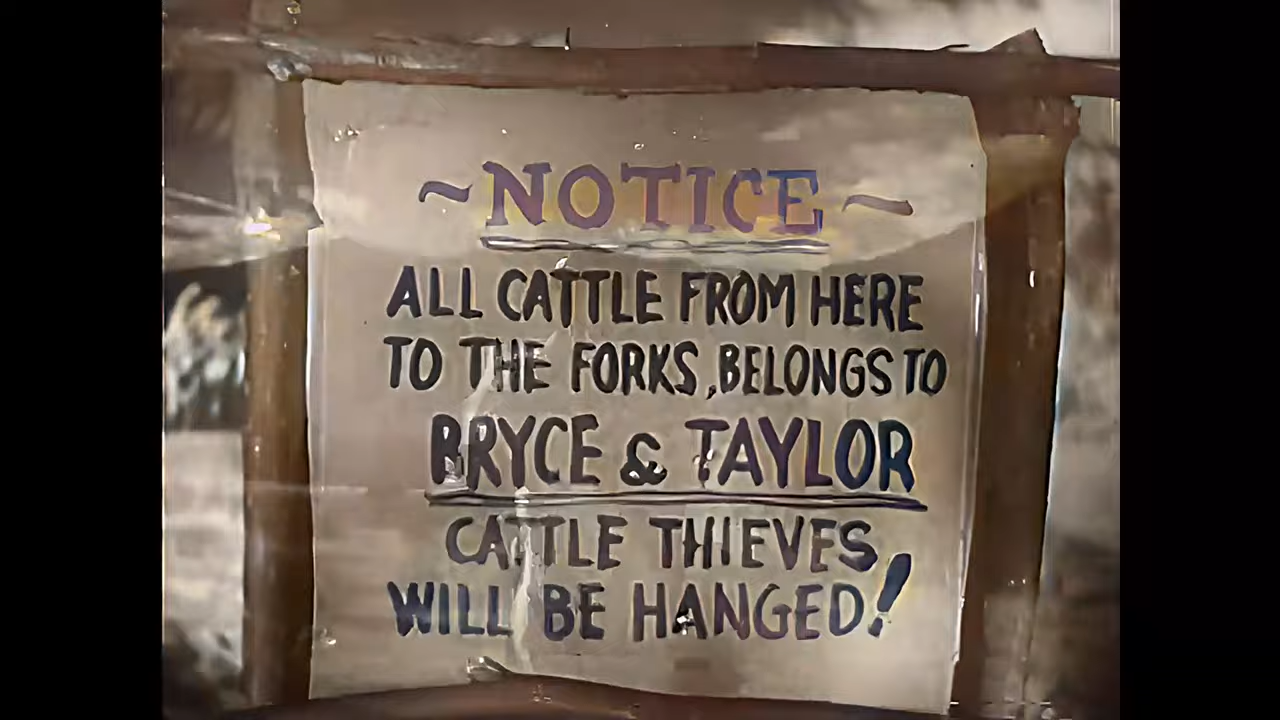 ~NOTICE~
ALL CATTLE FROM HERE
TO THE FORKS, BELONGS TO
BRYCE & TAYLOR
CATTLE THIEVES
WILL BE HANGED!